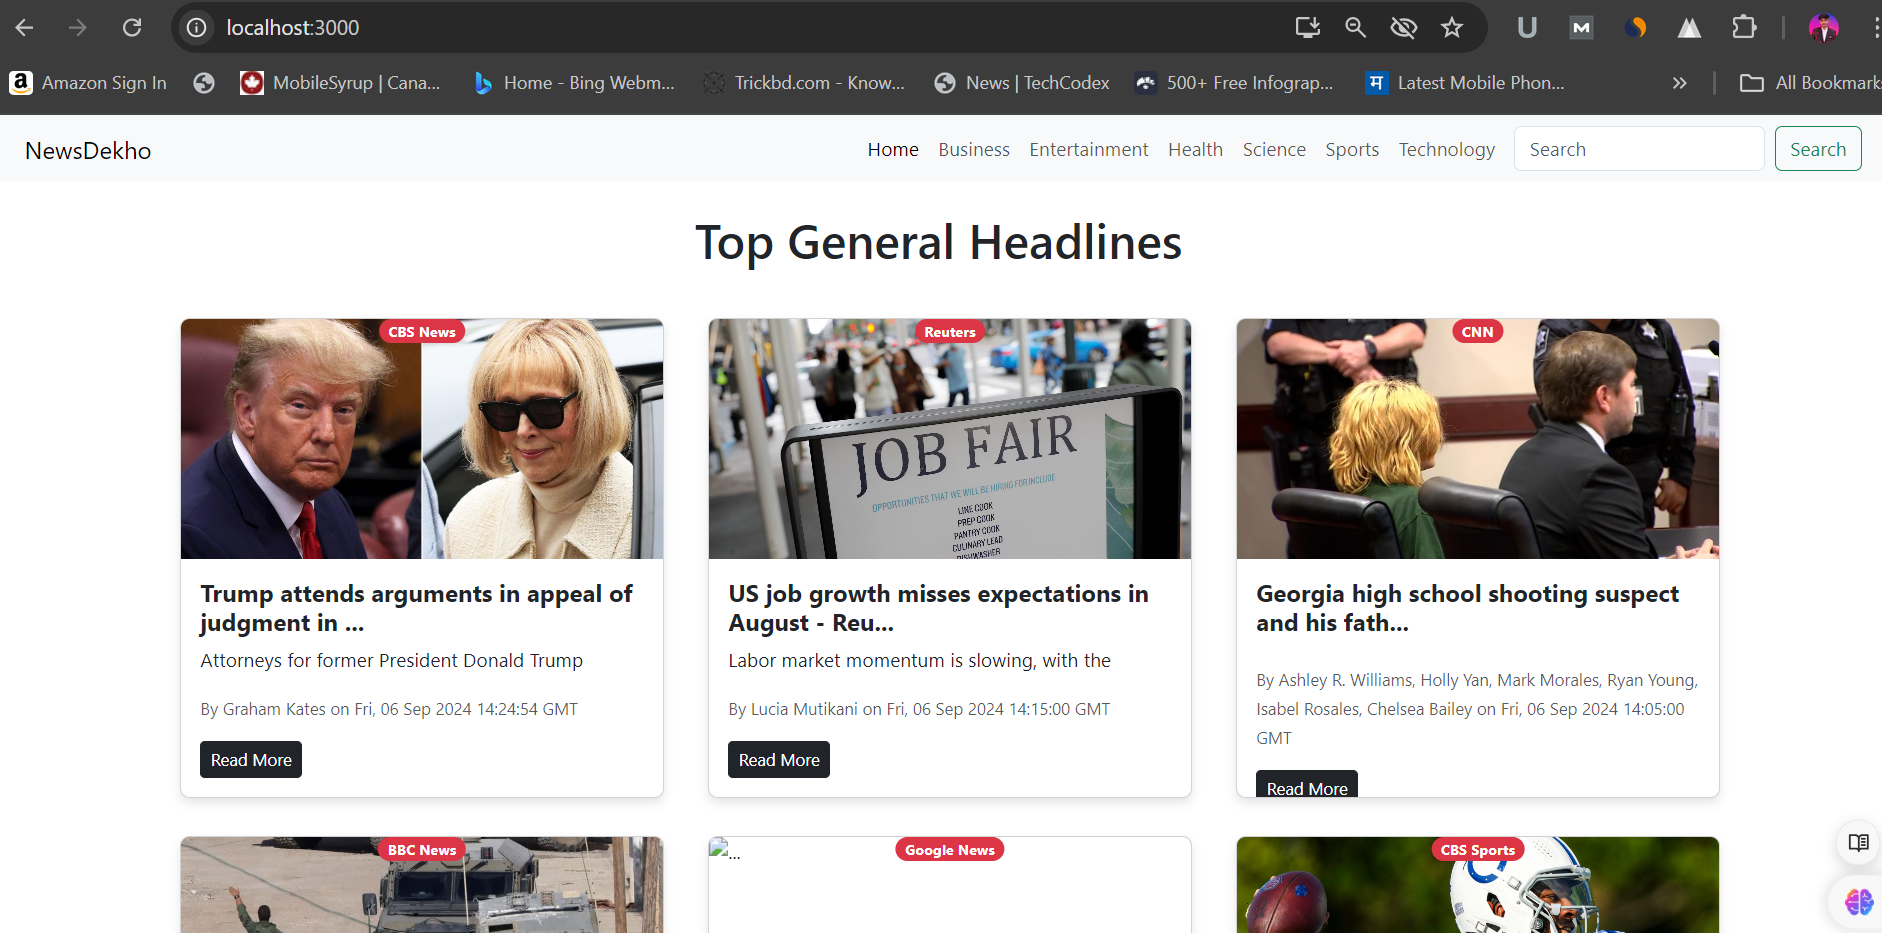 localhost:3000
Amazon Sign In
MobileSyrup | Cana...
Home - Bing Webm...
Trickbd.com - Know...
News | TechCodex
500+ Free Infograp...
Latest Mobile Phon...
All Bookmarks
NewsDekho
Home Business Entertainment Health Science Sports Technology Search Search
Top General Headlines
CBS News
Reuters
CNN
JOB FAIR
OPPORTUNITIES THAT WE WILL BE HIRING FOR INCLUDE:
LINE COOK
PREP COOK
PANTRY COOK
CULINARY LEAD
DISHWASHER
Trump attends arguments in appeal of
judgment in ...
Attorneys for former President Donald Trump
By Graham Kates on Fri, 06 Sep 2024 14:24:54 GMT
Read More
US job growth misses expectations in
August - Reu...
Labor market momentum is slowing, with the
By Lucia Mutikani on Fri, 06 Sep 2024 14:15:00 GMT
Read More
Georgia high school shooting suspect
and his fath...
By Ashley R. Williams, Holly Yan, Mark Morales, Ryan Young,
Isabel Rosales, Chelsea Bailey on Fri, 06 Sep 2024 14:05:00
GMT
Read More
BBC News
...
Google News
CBS Sports